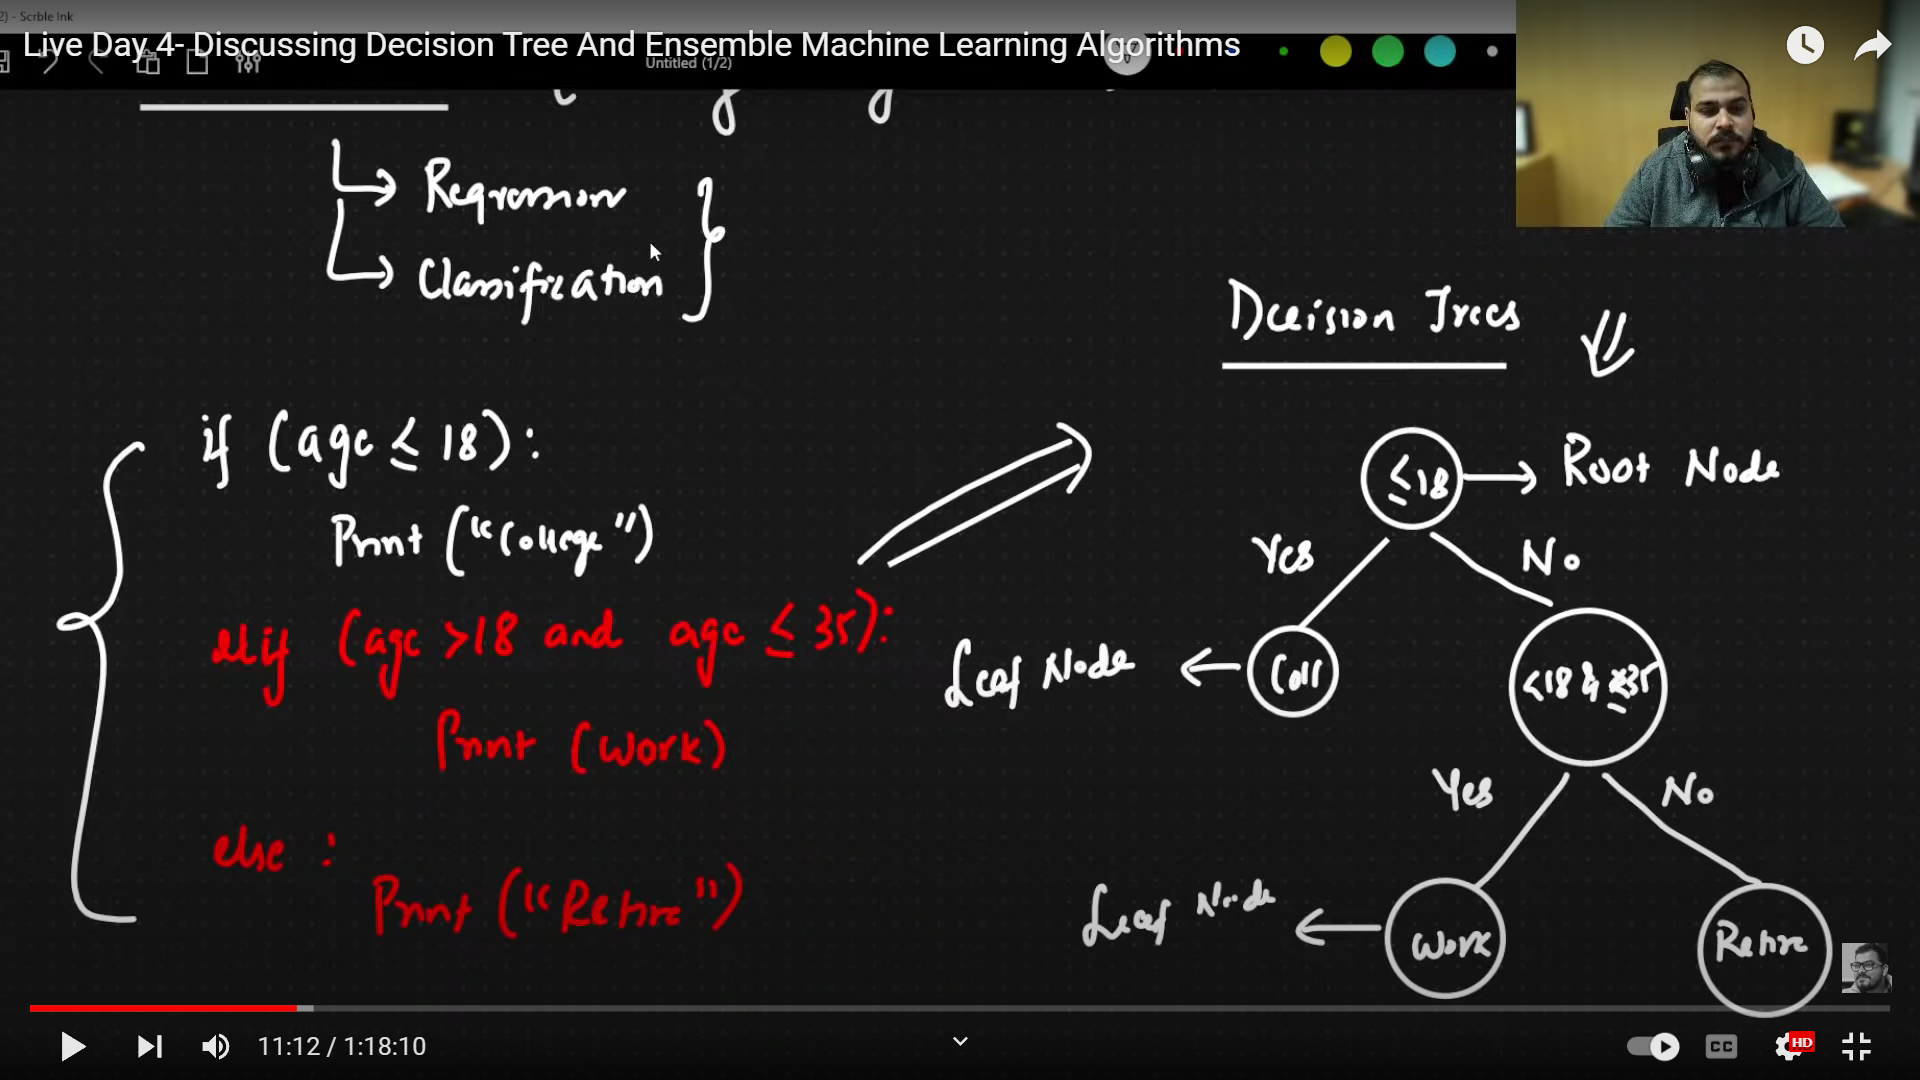 2) - Scrble Ink
Live Day 4- Discussing Decision Tree And Ensemble Machine Learning Algorithms
Untitled (1/2)
Regression
Classification
Decision Trees
if (age ≤ 18):
Print ("College")
elif (age >18 and age ≤ 35):
Print (Work)
else :
Print ("Retire")
≤18 → Root Node
Yes No
Leaf Node ← Coll
<18 & ≤35
Yes No
Leaf Node ← Work
Retire
11:12 / 1:18:10
CC
HD